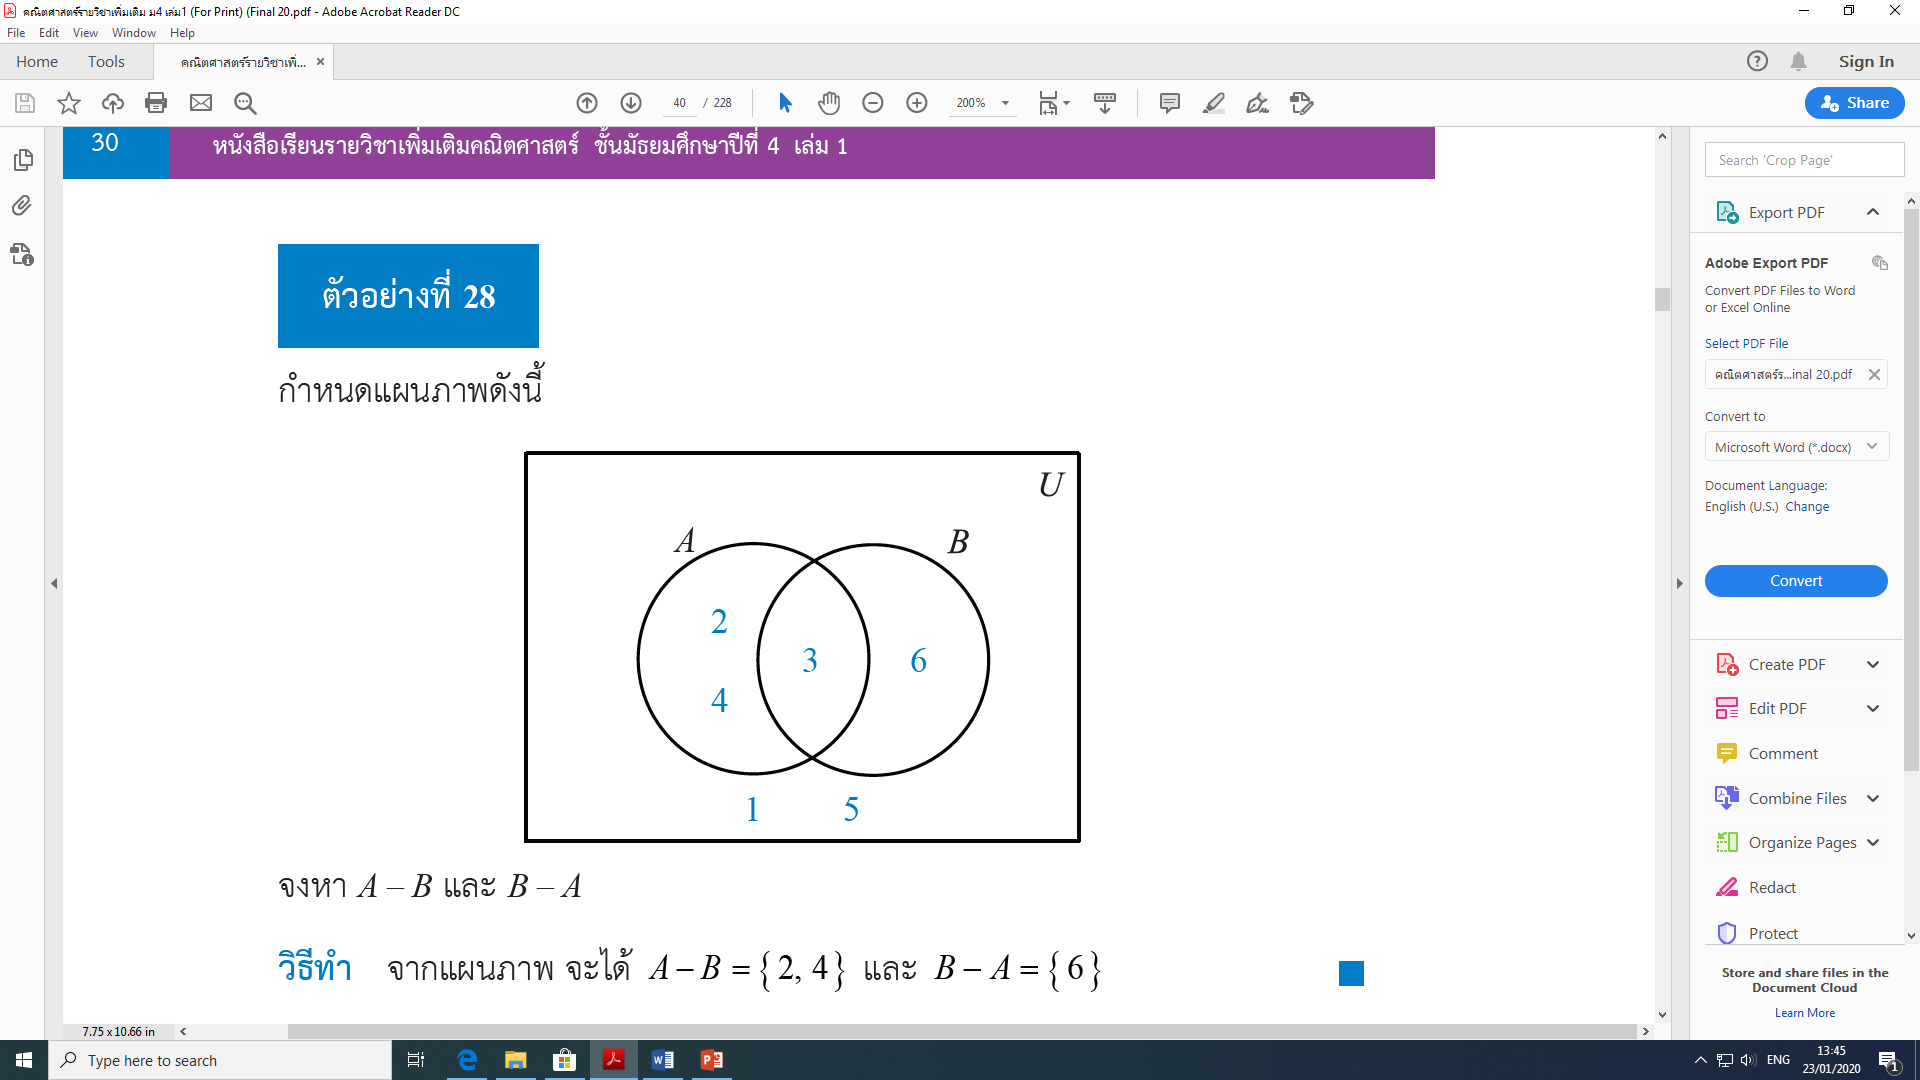 คณิตศาสตร์รายวิชาเพิ่มเติม ม4 เล่ม1 (For Print) (Final 20.pdf - Adobe Acrobat Reader DC
File Edit View Window Help
Home Tools คณิตศาสตร์รายวิชาเพิ่... × Sign In
40 / 228 200% Share
30 หนังสือเรียนรายวิชาเพิ่มเติมคณิตศาสตร์ ชั้นมัธยมศึกษาปีที่ 4 เล่ม 1
ตัวอย่างที่ 28
กำหนดแผนภาพดังนี้
U
A B
2
3 6
4
1 5
จงหา A – B และ B – A
วิธีทำ จากแผนภาพ จะได้ A − B = { 2, 4 } และ B − A = { 6 }
7.75 x 10.66 in
Search 'Crop Page'
Export PDF
Adobe Export PDF
Convert PDF Files to Word
or Excel Online
Select PDF File
คณิตศาสตร์ร...inal 20.pdf
Convert to
Microsoft Word (*.docx)
Document Language:
English (U.S.) Change
Convert
Create PDF
Edit PDF
Comment
Combine Files
Organize Pages
Redact
Protect
Store and share files in the
Document Cloud
Learn More
Type here to search
ENG
13:45
23/01/2020
1